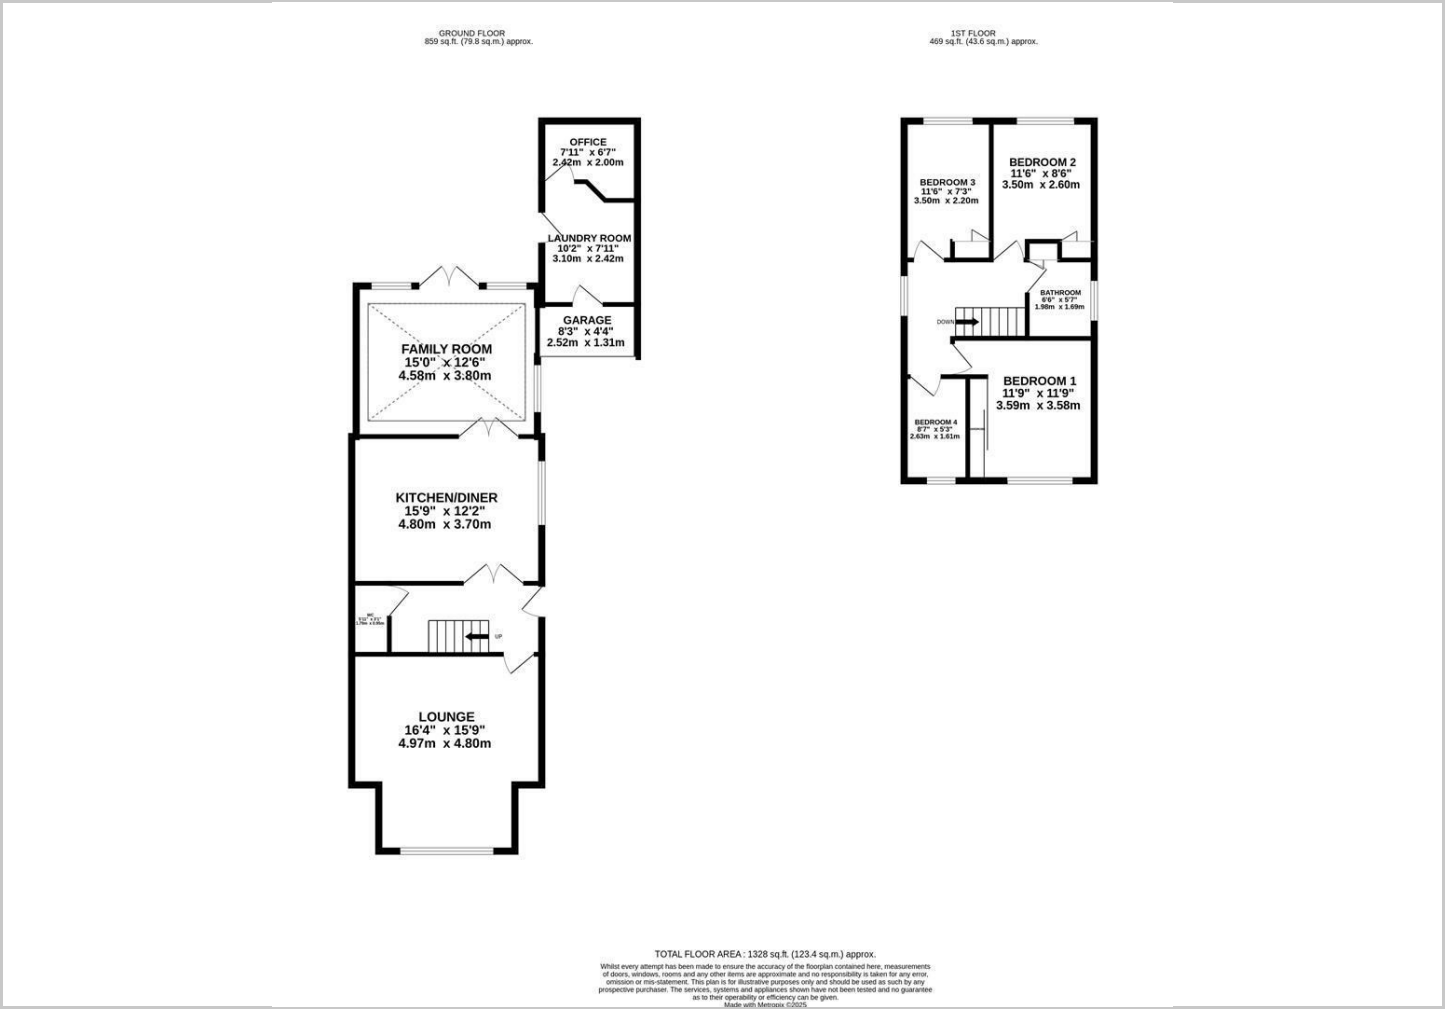 GROUND FLOOR
859 sq.ft. (79.8 sq.m.) approx.
1ST FLOOR
469 sq.ft. (43.6 sq.m.) approx.
OFFICE
7'11" x 6'7"
2.42m x 2.00m
LAUNDRY ROOM
10'2" x 7'11"
3.10m x 2.42m
GARAGE
8'3" x 4'4"
2.52m x 1.31m
FAMILY ROOM
15'0" x 12'6"
4.58m x 3.80m
KITCHEN/DINER
15'9" x 12'2"
4.80m x 3.70m
WC
UP
LOUNGE
16'4" x 15'9"
4.97m x 4.80m
BEDROOM 3
11'6" x 7'3"
3.50m x 2.20m
BEDROOM 2
11'6" x 8'6"
3.50m x 2.60m
BATHROOM
6'6" x 5'7"
1.98m x 1.69m
DOWN
BEDROOM 1
11'9" x 11'9"
3.59m x 3.58m
BEDROOM 4
8'7" x 5'3"
2.63m x 1.61m
TOTAL FLOOR AREA : 1328 sq.ft. (123.4 sq.m.) approx.
Whilst every attempt has been made to ensure the accuracy of the floorplan contained here, measurements
of doors, windows, rooms and any other items are approximate and no responsibility is taken for any error,
omission or mis-statement. This plan is for illustrative purposes only and should be used as such by any
prospective purchaser. The services, systems and appliances shown have not been tested and no guarantee
as to their operability or efficiency can be given.
Made with Metropix ©2025